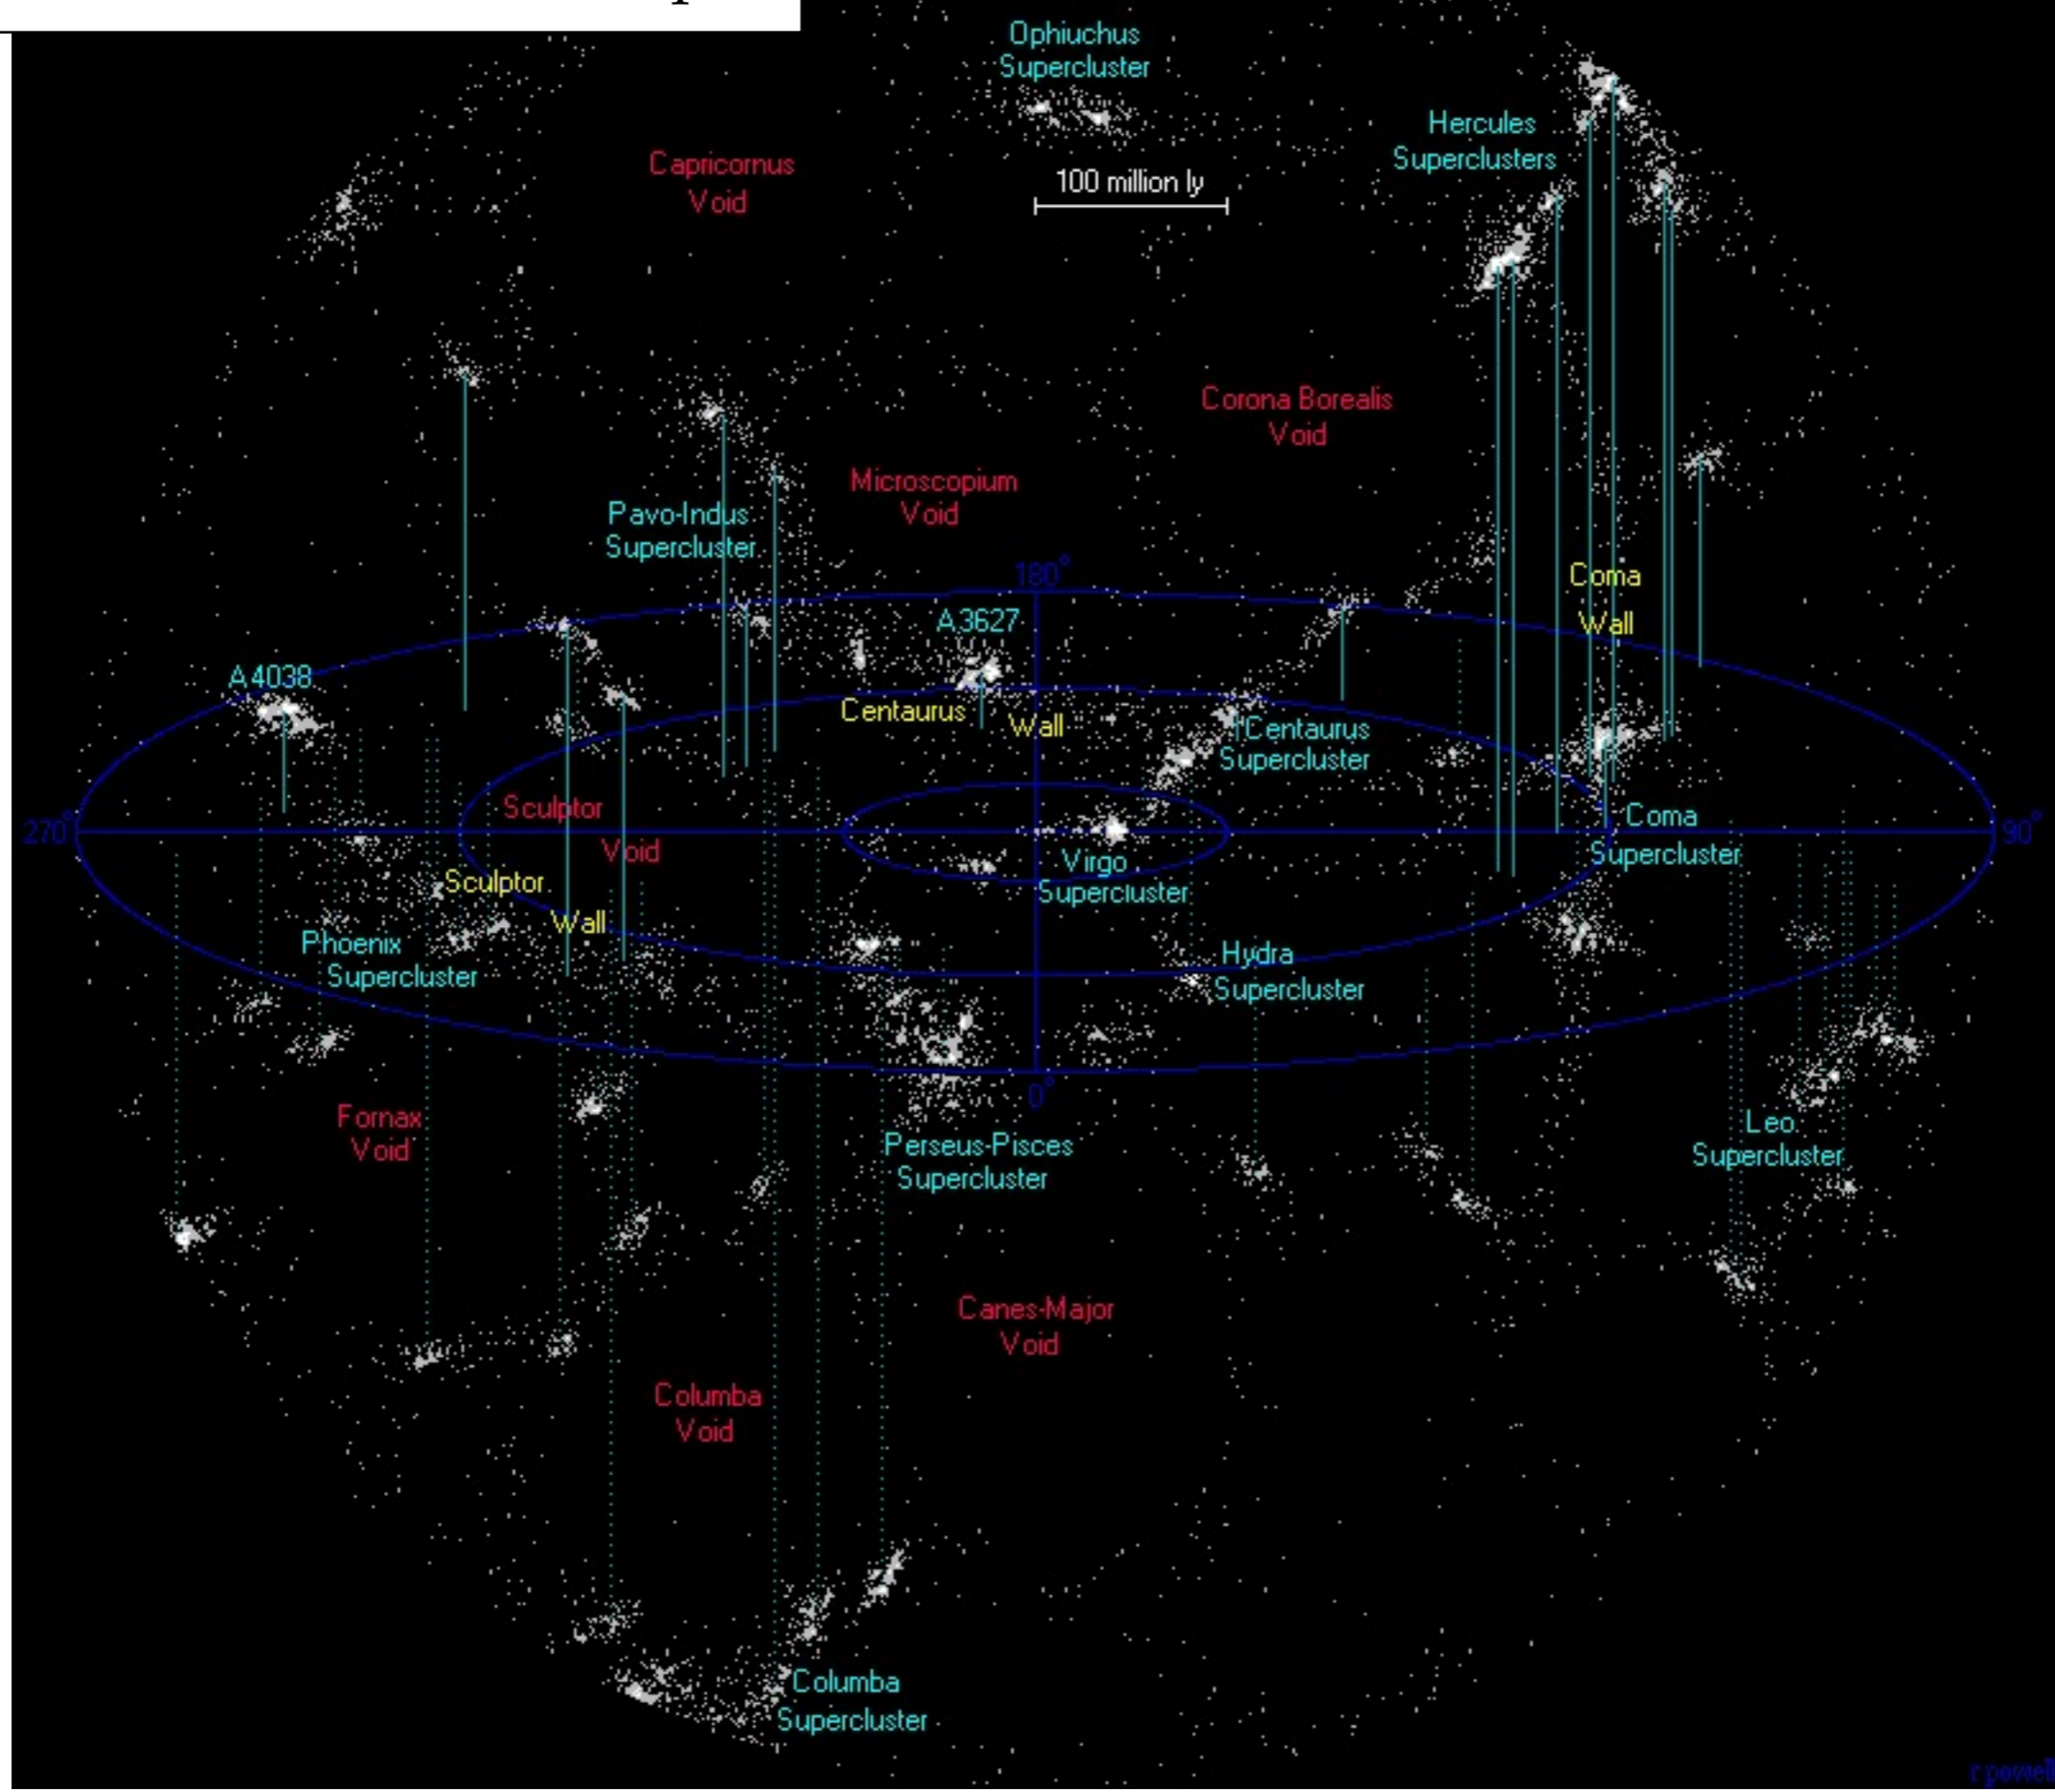 Ophiuchus
Supercluster
Hercules
Superclusters
Capricornus
Void
100 million ly
Corona Borealis
Void
Microscopium
Void
Pavo-Indus
Supercluster
180°
Coma
Wall
A3627
A4038
Centaurus
Wall
Centaurus
Supercluster
Sculptor
Void
270°
90°
Coma
Supercluster
Virgo
Supercluster
Sculptor
Wall
Phoenix
Supercluster
Hydra
Supercluster
0°
Fornax
Void
Perseus-Pisces
Supercluster
Leo
Supercluster
Canes-Major
Void
Columba
Void
Columba
Supercluster
r powell